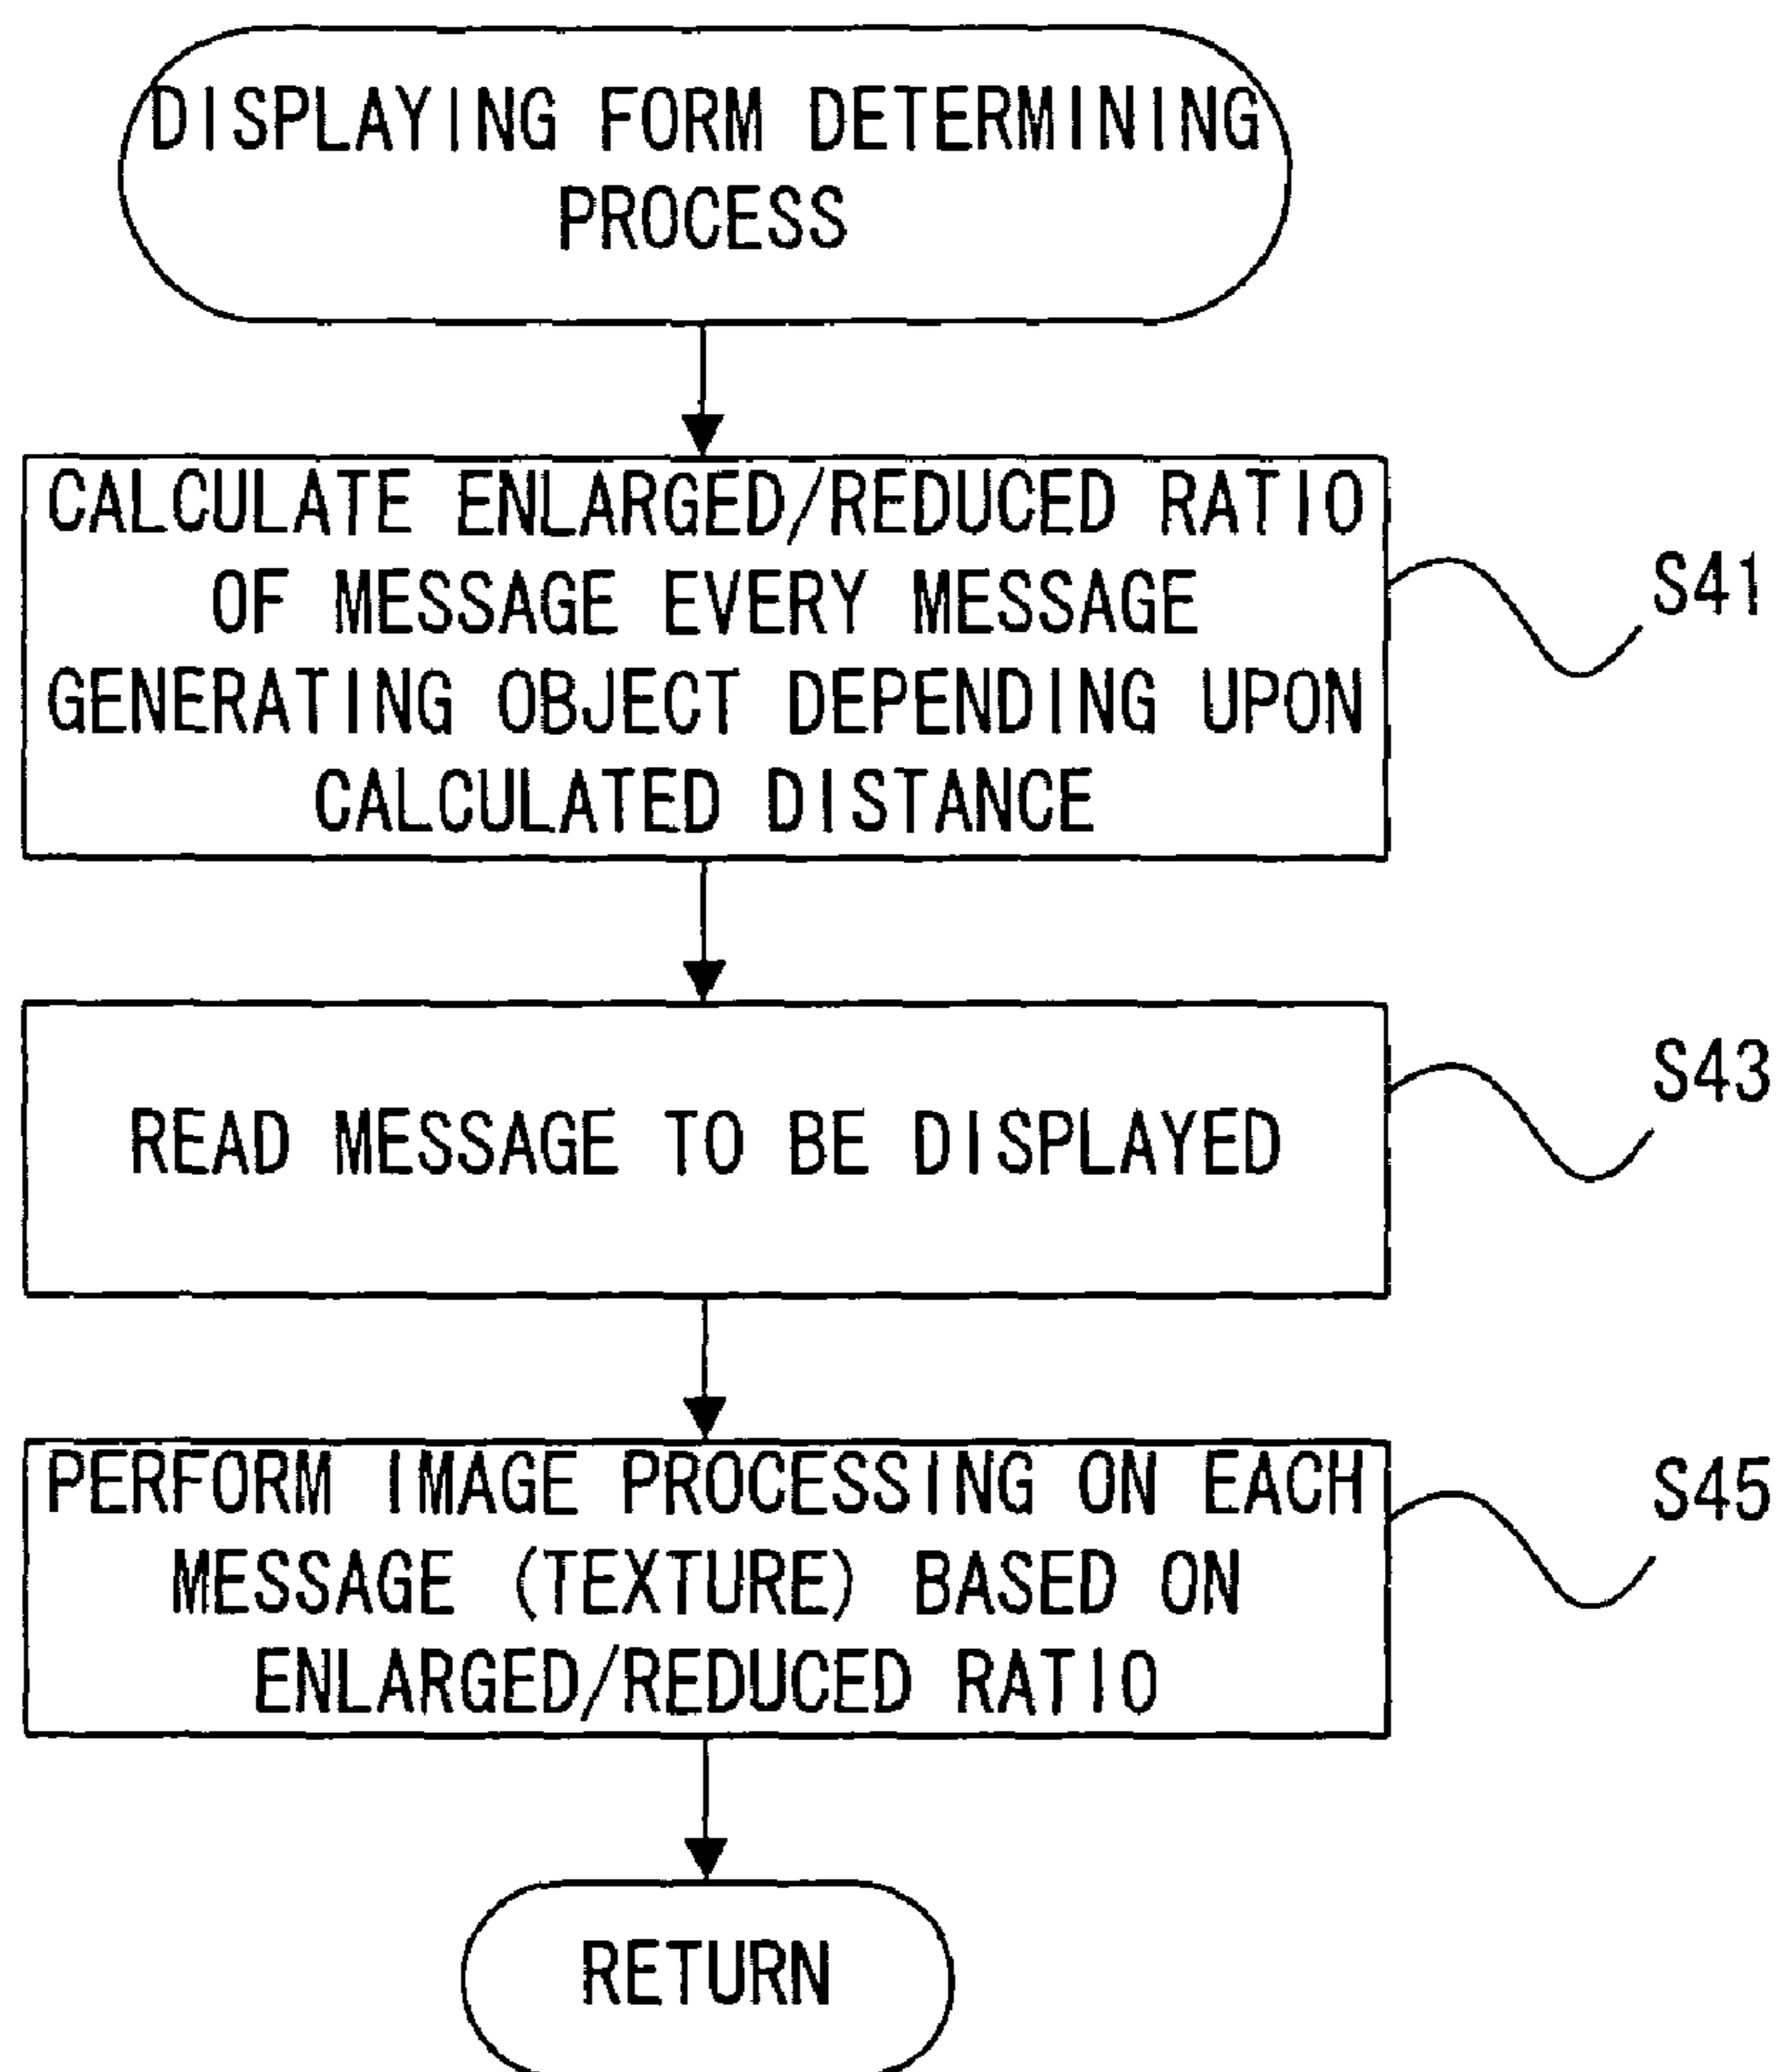 DISPLAYING FORM DETERMINING
PROCESS
CALCULATE ENLARGED/REDUCED RATIO
OF MESSAGE EVERY MESSAGE
GENERATING OBJECT DEPENDING UPON
CALCULATED DISTANCE
S41
READ MESSAGE TO BE DISPLAYED
S43
PERFORM IMAGE PROCESSING ON EACH
MESSAGE (TEXTURE) BASED ON
ENLARGED/REDUCED RATIO
S45
RETURN